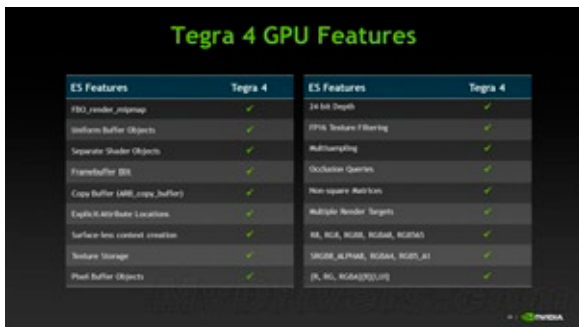 Tegra 4 GPU Features
ES Features Tegra 4
FBO_render_mipmap
Uniform Buffer Objects
Separate Shader Objects
Framebuffer Blit
Copy Buffer (ARB_copy_buffer)
Explicit Attribute Locations
Surface-less context creation
Texture Storage
Pixel Buffer Objects
ES Features Tegra 4
24 bit Depth
FP16 Texture Filtering
Multisampling
Occlusion Queries
Non-square Matrices
Multiple Render Targets
R8, RG8, RGB8, RGBA8, RGB565
SRGB8_ALPHA8, RGBA4, RGB5_A1
NVIDIA